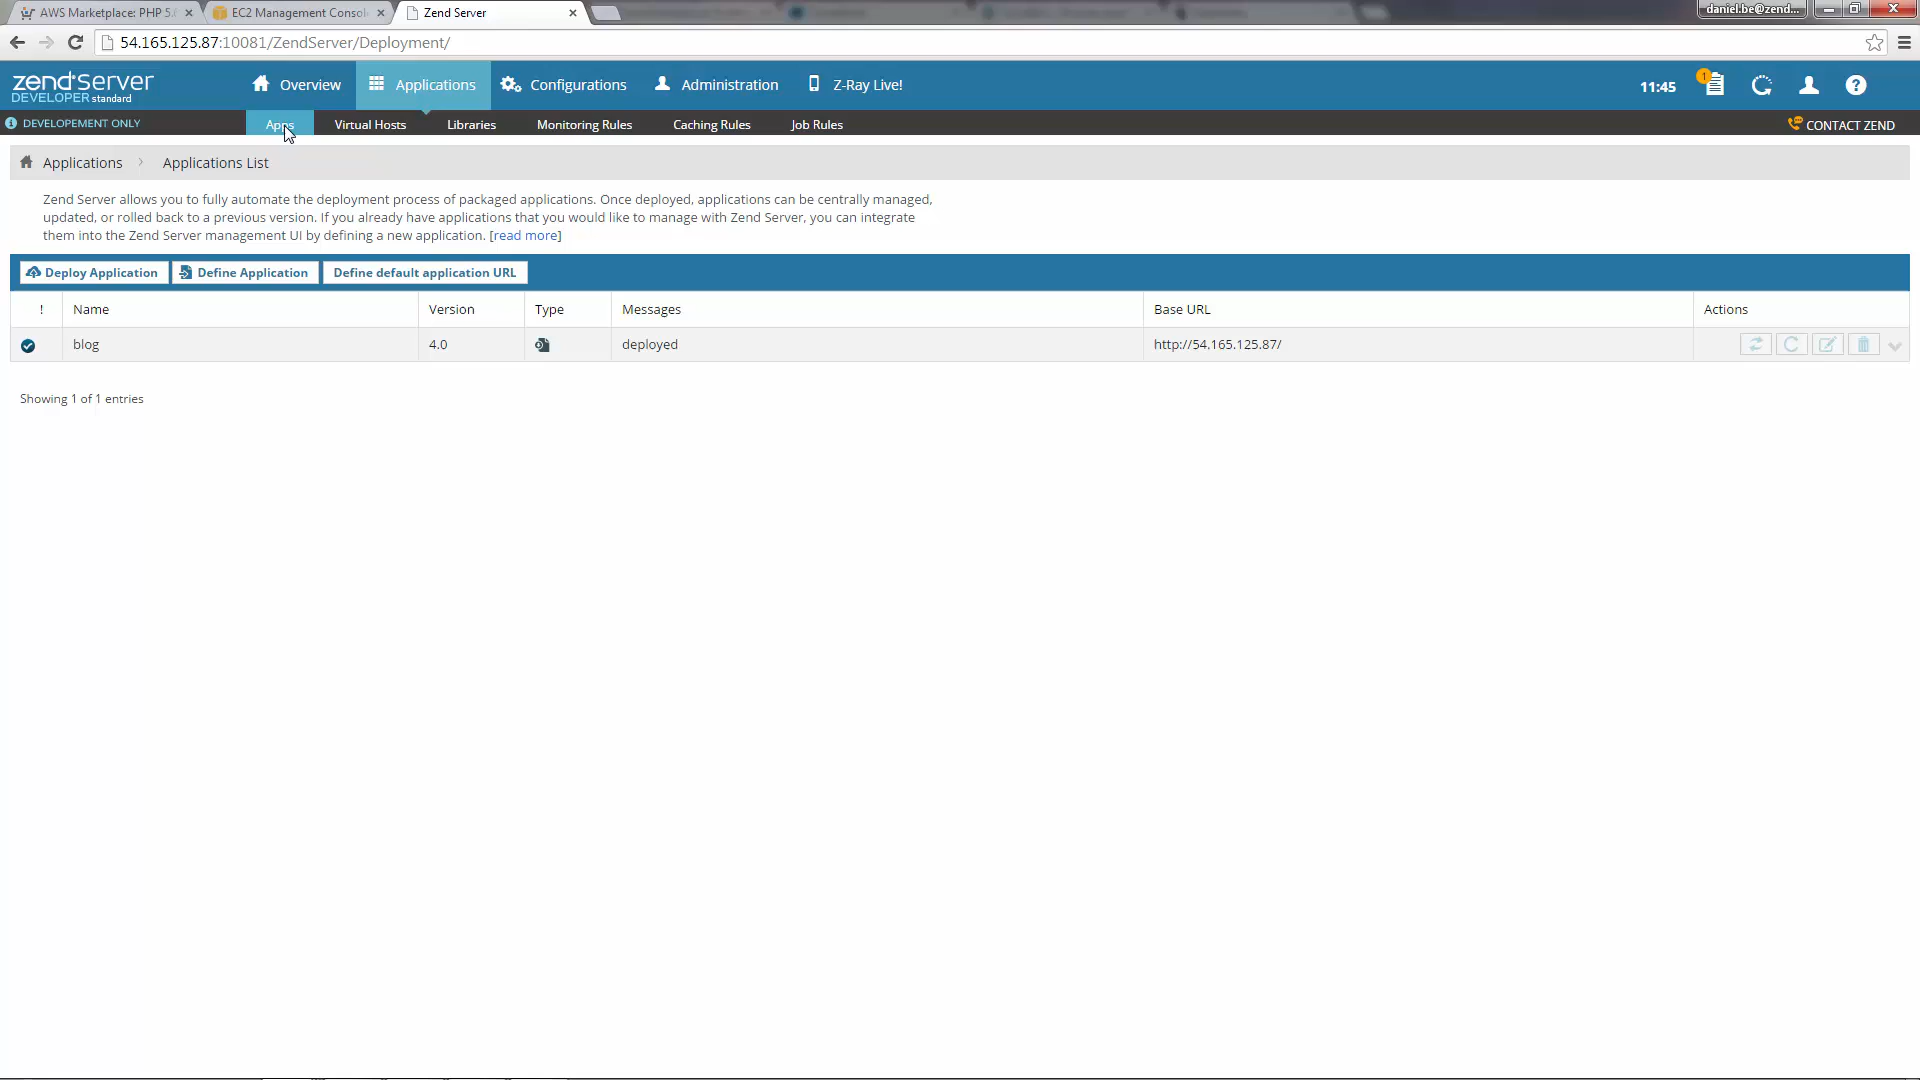 AWS Marketplace: PHP 5.6
EC2 Management Consol
Zend Server
daniel.be@zend...
54.165.125.87:10081/ZendServer/Deployment/
zend Server
DEVELOPER standard
Overview
Applications
Configurations
Administration
Z-Ray Live!
11:45
1
DEVELOPEMENT ONLY
Apps
Virtual Hosts
Libraries
Monitoring Rules
Caching Rules
Job Rules
CONTACT ZEND
Applications
Applications List
Zend Server allows you to fully automate the deployment process of packaged applications. Once deployed, applications can be centrally managed,
updated, or rolled back to a previous version. If you already have applications that you would like to manage with Zend Server, you can integrate
them into the Zend Server management UI by defining a new application. [read more]
Deploy Application
Define Application
Define default application URL
! Name Version Type Messages Base URL Actions
blog 4.0 deployed http://54.165.125.87/
Showing 1 of 1 entries